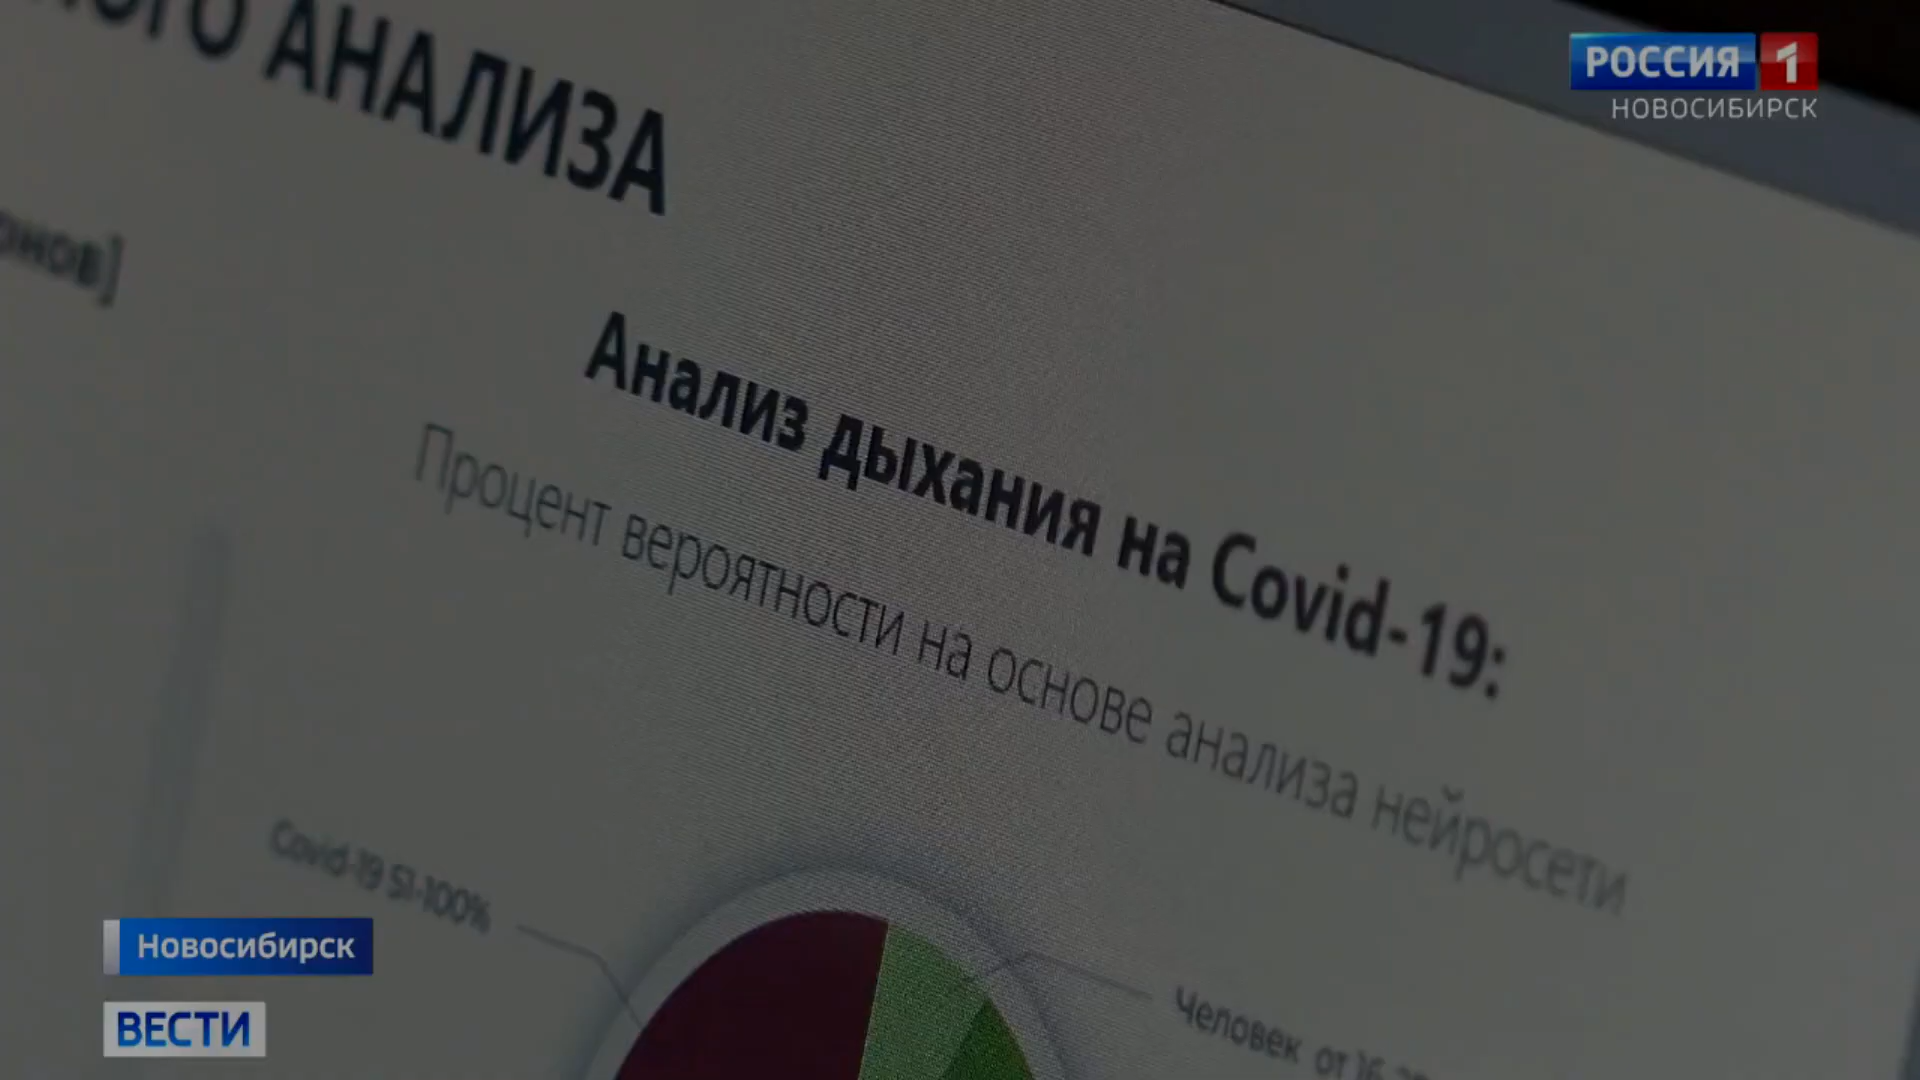 РОССИЯ 1
НОВОСИБИРСК
АНАЛИЗА
Анализ дыхания на Covid-19:
Процент вероятности на основе анализа нейросети
Covid-19 51-100%
Человек от 16
Новосибирск
ВЕСТИ